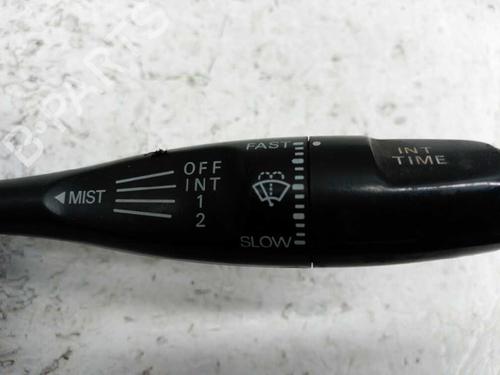 FAST
INT
TIME
OFF
INT
MIST
1
2
SLOW
B-Parts